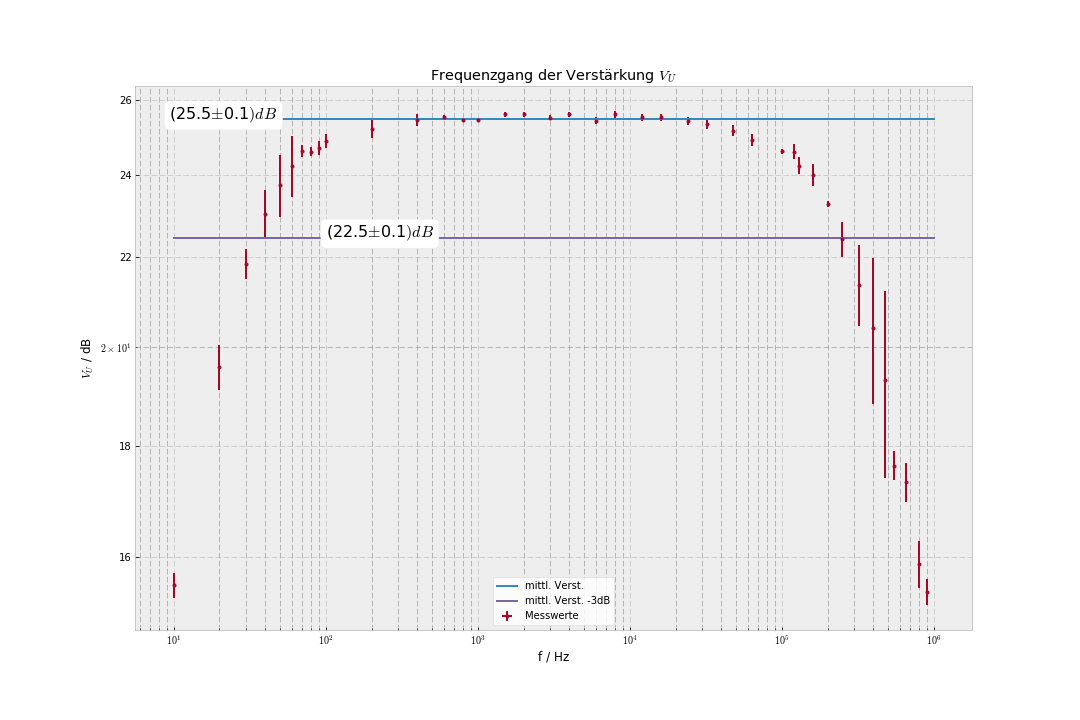 Frequenzgang der Verstärkung V_U
26
(25.5±0.1)dB
24
(22.5±0.1)dB
22
V_U / dB
2 × 10¹
18
16
mittl. Verst.
mittl. Verst. -3dB
Messwerte
10¹ 10² 10³ 10⁴ 10⁵ 10⁶
f / Hz